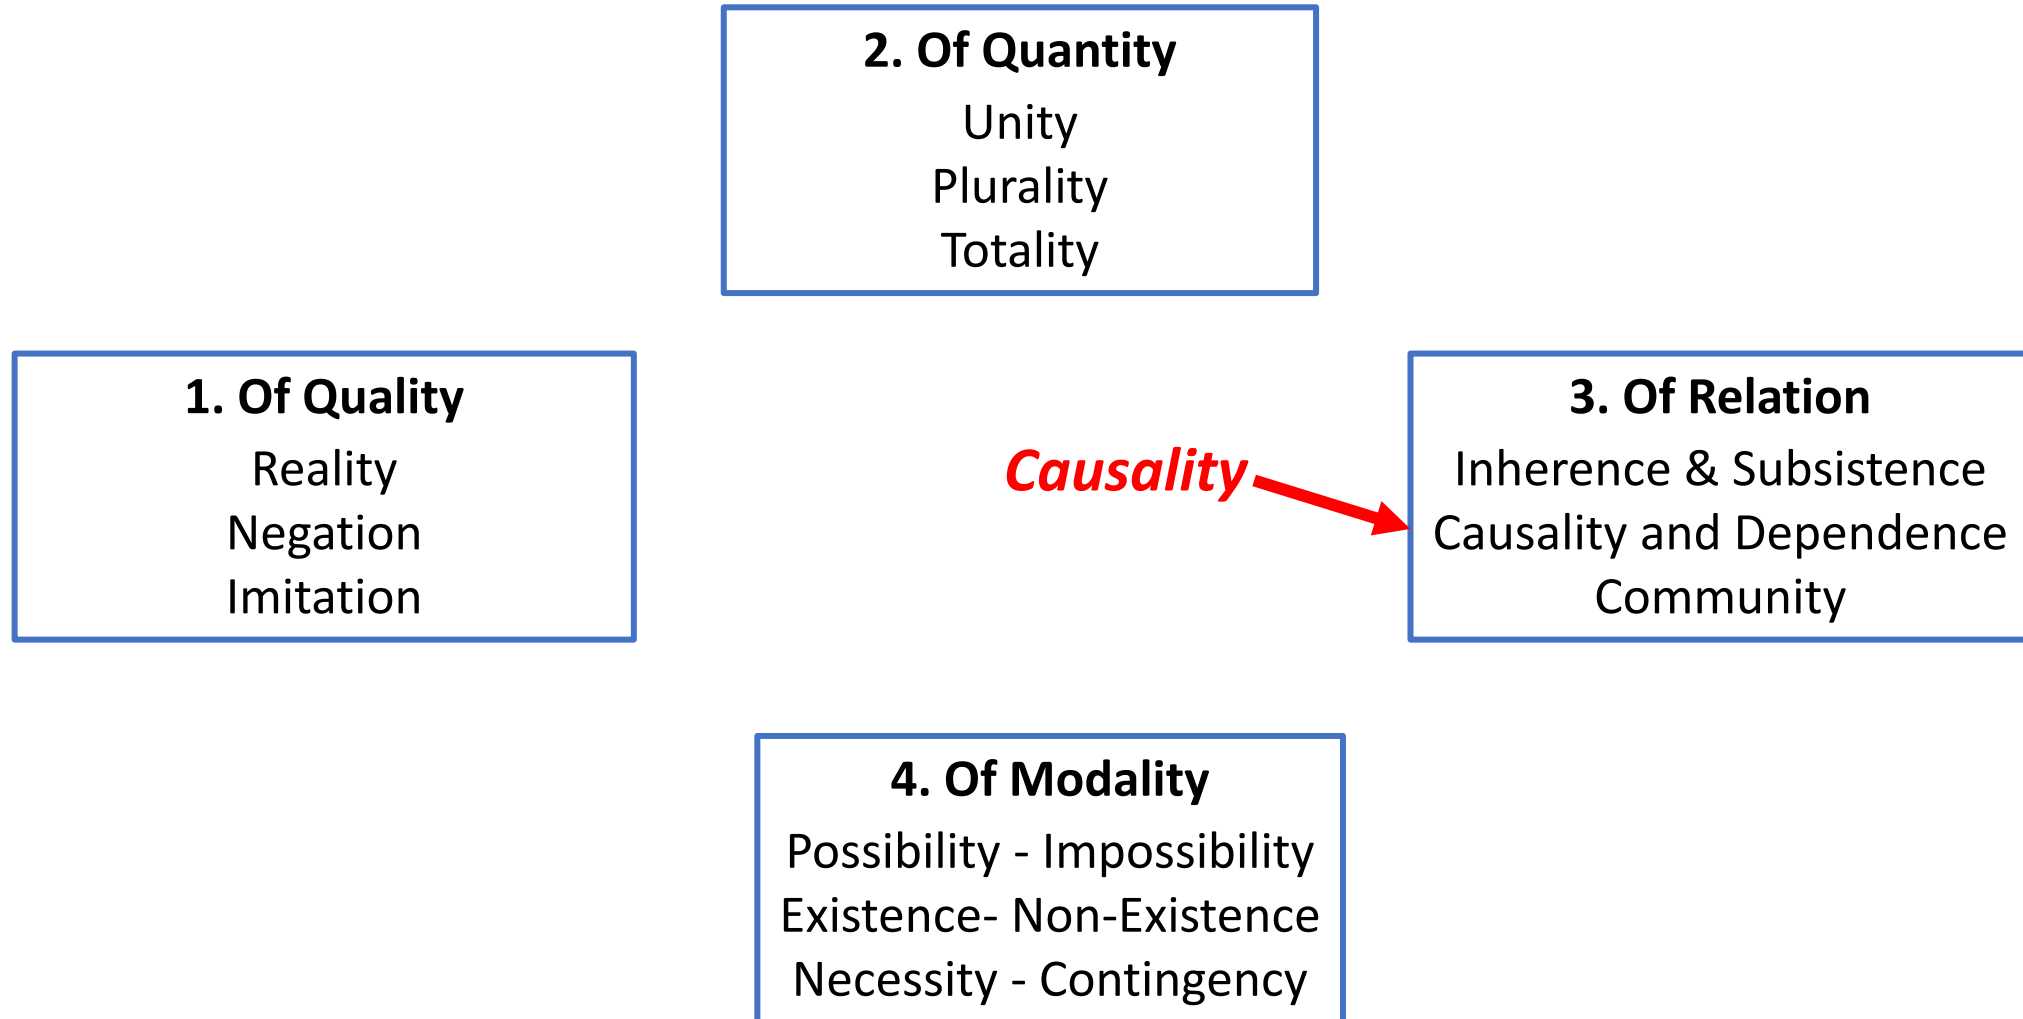 2. Of Quantity
Unity
Plurality
Totality
1. Of Quality
Reality
Negation
Imitation
Causality
3. Of Relation
Inherence & Subsistence
Causality and Dependence
Community
4. Of Modality
Possibility - Impossibility
Existence- Non-Existence
Necessity - Contingency